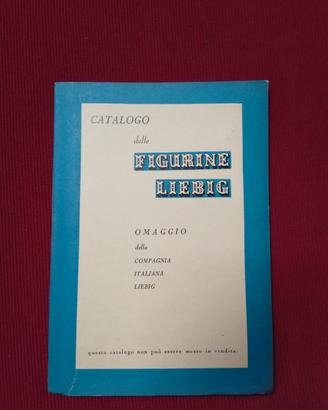 CATALOGO
delle
FIGURINE
LIEBIG
OMAGGIO
della
COMPAGNIA
ITALIANA
LIEBIG
questo catalogo non può essere messo in vendita.